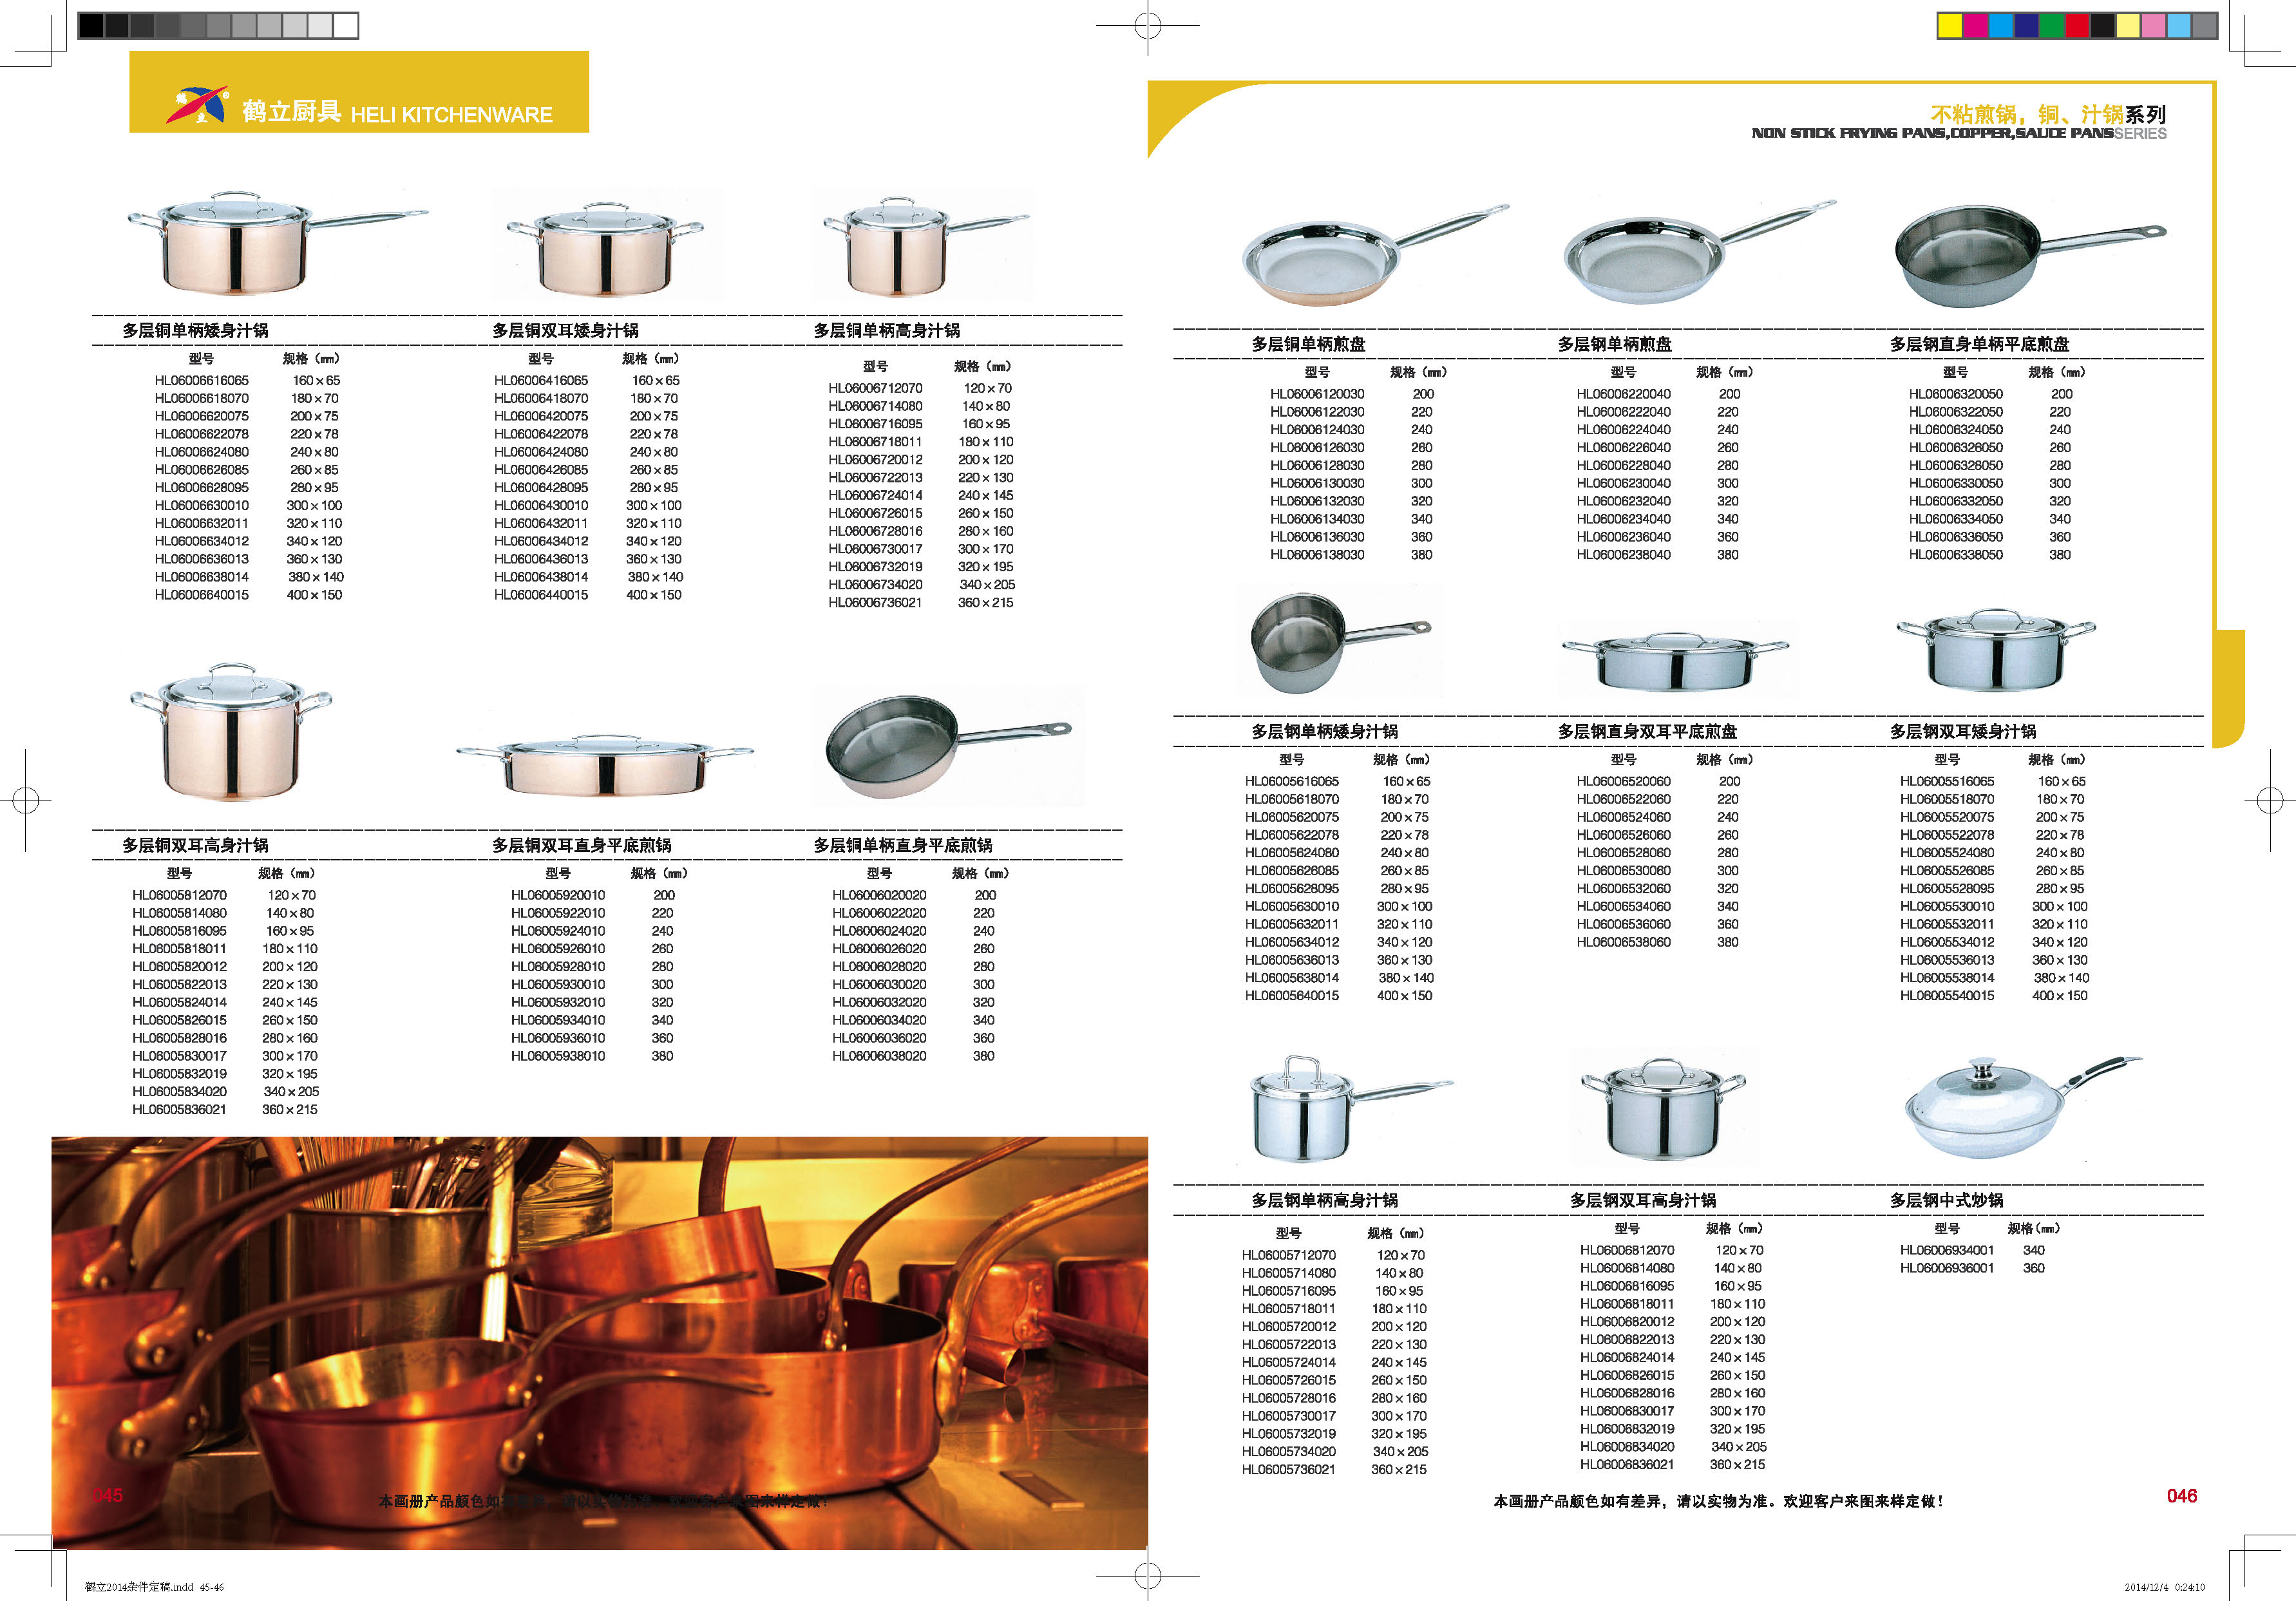 鹤立厨具 HELI KITCHENWARE
多层铜单柄矮身汁锅
型号 规格（mm）
HL06006616065 160×65
HL06006618070 180×70
HL06006620075 200×75
HL06006622078 220×78
HL06006624080 240×80
HL06006626085 260×85
HL06006628095 280×95
HL06006630010 300×100
HL06006632011 320×110
HL06006634012 340×120
HL06006636013 360×130
HL06006638014 380×140
HL06006640015 400×150
多层铜双耳矮身汁锅
型号 规格（mm）
HL06006416065 160×65
HL06006418070 180×70
HL06006420075 200×75
HL06006422078 220×78
HL06006424080 240×80
HL06006426085 260×85
HL06006428095 280×95
HL06006430010 300×100
HL06006432011 320×110
HL06006434012 340×120
HL06006436013 360×130
HL06006438014 380×140
HL06006440015 400×150
多层铜单柄高身汁锅
型号 规格（mm）
HL06006712070 120×70
HL06006714080 140×80
HL06006716095 160×95
HL06006718011 180×110
HL06006720012 200×120
HL06006722013 220×130
HL06006724014 240×145
HL06006726015 260×150
HL06006728016 280×160
HL06006730017 300×170
HL06006732019 320×195
HL06006734020 340×205
HL06006736021 360×215
多层铜双耳高身汁锅
型号 规格（mm）
HL06005812070 120×70
HL06005814080 140×80
HL06005816095 160×95
HL06005818011 180×110
HL06005820012 200×120
HL06005822013 220×130
HL06005824014 240×145
HL06005826015 260×150
HL06005828016 280×160
HL06005830017 300×170
HL06005832019 320×195
HL06005834020 340×205
HL06005836021 360×215
多层铜双耳直身平底煎锅
型号 规格（mm）
HL06005920010 200
HL06005922010 220
HL06005924010 240
HL06005926010 260
HL06005928010 280
HL06005930010 300
HL06005932010 320
HL06005934010 340
HL06005936010 360
HL06005938010 380
多层铜单柄直身平底煎锅
型号 规格（mm）
HL06006020020 200
HL06006022020 220
HL06006024020 240
HL06006026020 260
HL06006028020 280
HL06006030020 300
HL06006032020 320
HL06006034020 340
HL06006036020 360
HL06006038020 380
045
本画册产品颜色如有差异，请以实物为准。欢迎客户来图来样定做！
不粘煎锅，铜、汁锅系列
NON STICK FRYING PANS,COPPER,SAUCE PANSSERIES
多层铜单柄煎盘
型号 规格（mm）
HL06006120030 200
HL06006122030 220
HL06006124030 240
HL06006126030 260
HL06006128030 280
HL06006130030 300
HL06006132030 320
HL06006134030 340
HL06006136030 360
HL06006138030 380
多层钢单柄煎盘
型号 规格（mm）
HL06006220040 200
HL06006222040 220
HL06006224040 240
HL06006226040 260
HL06006228040 280
HL06006230040 300
HL06006232040 320
HL06006234040 340
HL06006236040 360
HL06006238040 380
多层钢直身单柄平底煎盘
型号 规格（mm）
HL06006320050 200
HL06006322050 220
HL06006324050 240
HL06006326050 260
HL06006328050 280
HL06006330050 300
HL06006332050 320
HL06006334050 340
HL06006336050 360
HL06006338050 380
多层钢单柄矮身汁锅
型号 规格（mm）
HL06005616065 160×65
HL06005618070 180×70
HL06005620075 200×75
HL06005622078 220×78
HL06005624080 240×80
HL06005626085 260×85
HL06005628095 280×95
HL06005630010 300×100
HL06005632011 320×110
HL06005634012 340×120
HL06005636013 360×130
HL06005638014 380×140
HL06005640015 400×150
多层钢直身双耳平底煎盘
型号 规格（mm）
HL06006520060 200
HL06006522060 220
HL06006524060 240
HL06006526060 260
HL06006528060 280
HL06006530060 300
HL06006532060 320
HL06006534060 340
HL06006536060 360
HL06006538060 380
多层钢双耳矮身汁锅
型号 规格（mm）
HL06005516065 160×65
HL06005518070 180×70
HL06005520075 200×75
HL06005522078 220×78
HL06005524080 240×80
HL06005526085 260×85
HL06005528095 280×95
HL06005530010 300×100
HL06005532011 320×110
HL06005534012 340×120
HL06005536013 360×130
HL06005538014 380×140
HL06005540015 400×150
多层钢单柄高身汁锅
型号 规格（mm）
HL06005712070 120×70
HL06005714080 140×80
HL06005716095 160×95
HL06005718011 180×110
HL06005720012 200×120
HL06005722013 220×130
HL06005724014 240×145
HL06005726015 260×150
HL06005728016 280×160
HL06005730017 300×170
HL06005732019 320×195
HL06005734020 340×205
HL06005736021 360×215
多层钢双耳高身汁锅
型号 规格（mm）
HL06006812070 120×70
HL06006814080 140×80
HL06006816095 160×95
HL06006818011 180×110
HL06006820012 200×120
HL06006822013 220×130
HL06006824014 240×145
HL06006826015 260×150
HL06006828016 280×160
HL06006830017 300×170
HL06006832019 320×195
HL06006834020 340×205
HL06006836021 360×215
多层钢中式炒锅
型号 规格（mm）
HL06006934001 340
HL06006936001 360
本画册产品颜色如有差异，请以实物为准。欢迎客户来图来样定做！
046
鹤立2014杂件定稿.indd 45-46
2014/12/4 0:24:10